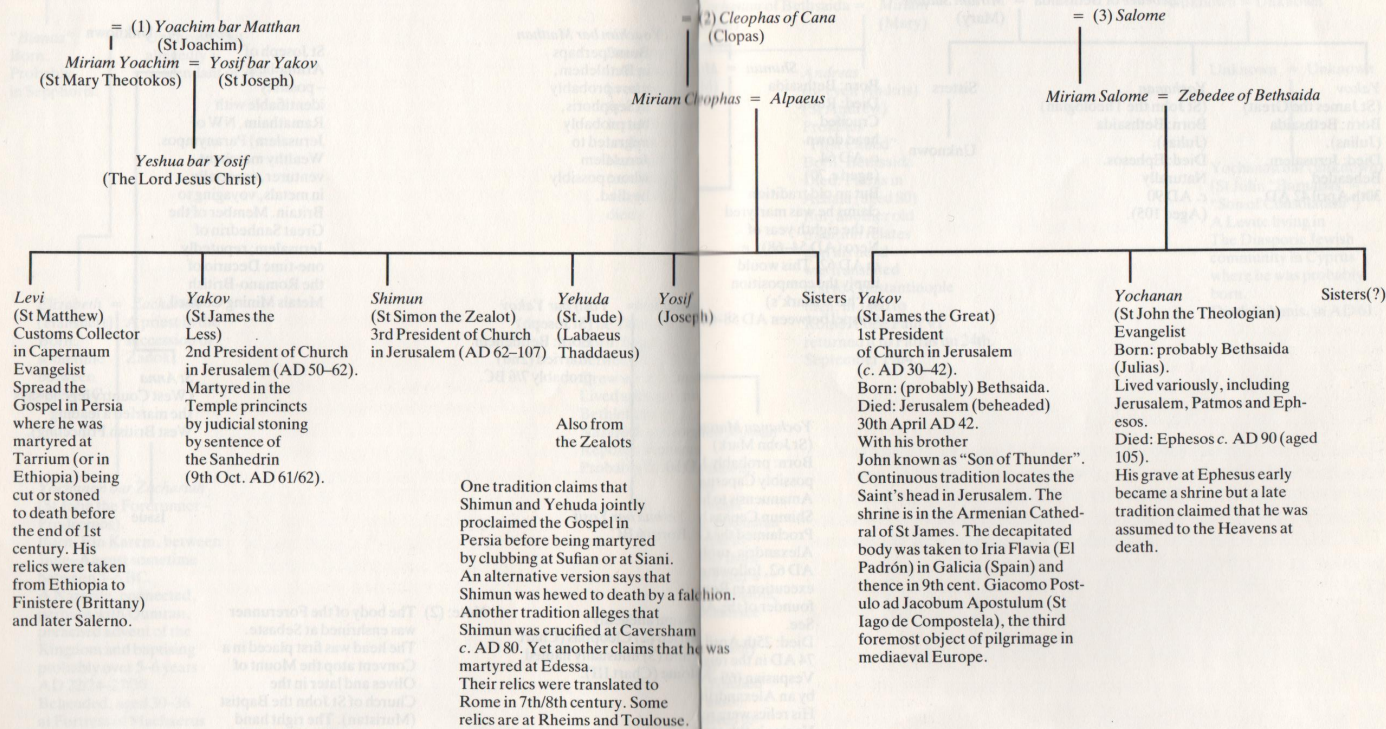 = (1) Yoachim bar Matthan
(St Joachim)
Miriam Yoachim = Yosif bar Yakov
(St Mary Theotokos) (St Joseph)
Yeshua bar Yosif
(The Lord Jesus Christ)
= (2) Cleophas of Cana
(Clopas)
Miriam Cleophas = Alpaeus
= (3) Salome
Miriam Salome = Zebedee of Bethsaida
Levi
(St Matthew)
Customs Collector
in Capernaum
Evangelist
Spread the
Gospel in Persia
where he was
martyred at
Tarrium (or in
Ethiopia) being
cut or stoned
to death before
the end of 1st
century. His
relics were taken
from Ethiopia to
Finistere (Brittany)
and later Salerno.
Yakov
(St James the
Less)
2nd President of Church
in Jerusalem (AD 50–62).
Martyred in the
Temple princincts
by judicial stoning
by sentence of
the Sanhedrin
(9th Oct. AD 61/62).
Shimun
(St Simon the Zealot)
3rd President of Church
in Jerusalem (AD 62–107)
Yehuda
(St. Jude)
(Labaeus
Thaddaeus)
Also from
the Zealots
One tradition claims that
Shimun and Yehuda jointly
proclaimed the Gospel in
Persia before being martyred
by clubbing at Sufian or at Siani.
An alternative version says that
Shimun was hewed to death by a falchion.
Another tradition alleges that
Shimun was crucified at Caversham
c. AD 80. Yet another claims that he was
martyred at Edessa.
Their relics were translated to
Rome in 7th/8th century. Some
relics are at Rheims and Toulouse.
Yosif
(Joseph)
Sisters
Yakov
(St James the Great)
1st President
of Church in Jerusalem
(c. AD 30–42).
Born: (probably) Bethsaida.
Died: Jerusalem (beheaded)
30th April AD 42.
With his brother
John known as “Son of Thunder”.
Continuous tradition locates the
Saint's head in Jerusalem. The
shrine is in the Armenian Cathed-
ral of St James. The decapitated
body was taken to Iria Flavia (El
Padrón) in Galicia (Spain) and
thence in 9th cent. Giacomo Post-
ulo ad Jacobum Apostulum (St
Iago de Compostela), the third
foremost object of pilgrimage in
mediaeval Europe.
Yochanan
(St John the Theologian)
Evangelist
Born: probably Bethsaida
(Julias).
Lived variously, including
Jerusalem, Patmos and Eph-
esos.
Died: Ephesos c. AD 90 (aged
105).
His grave at Ephesus early
became a shrine but a late
tradition claimed that he was
assumed to the Heavens at
death.
Sisters(?)